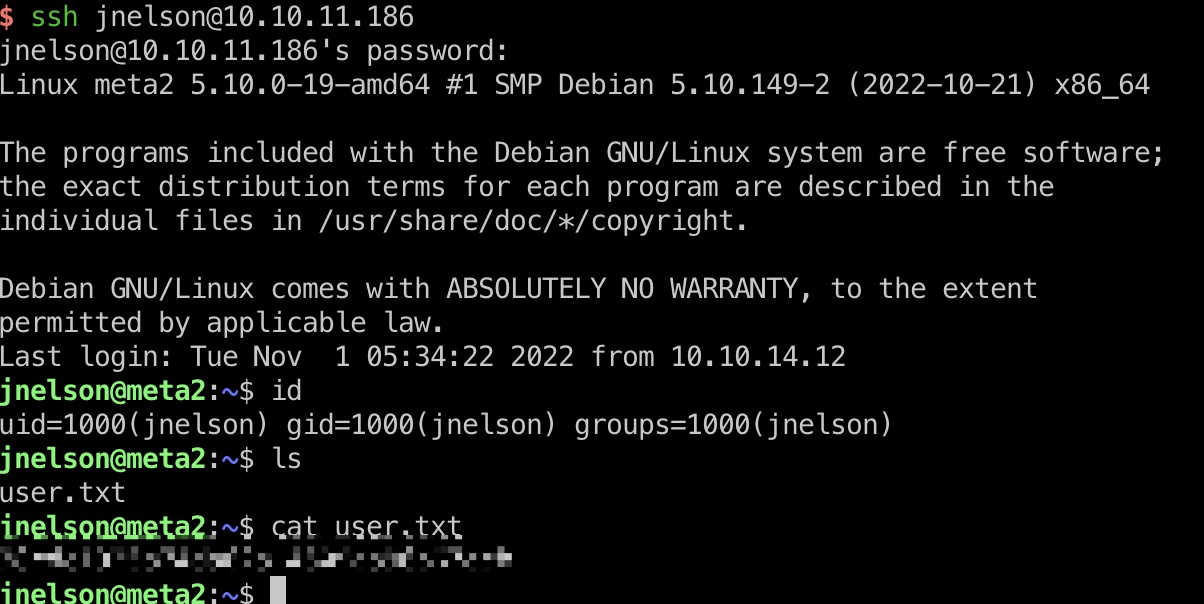 $ ssh jnelson@10.10.11.186
jnelson@10.10.11.186's password:
Linux meta2 5.10.0-19-amd64 #1 SMP Debian 5.10.149-2 (2022-10-21) x86_64
The programs included with the Debian GNU/Linux system are free software;
the exact distribution terms for each program are described in the
individual files in /usr/share/doc/*/copyright.
Debian GNU/Linux comes with ABSOLUTELY NO WARRANTY, to the extent
permitted by applicable law.
Last login: Tue Nov  1 05:34:22 2022 from 10.10.14.12
jnelson@meta2:~$ id
uid=1000(jnelson) gid=1000(jnelson) groups=1000(jnelson)
jnelson@meta2:~$ ls
user.txt
jnelson@meta2:~$ cat user.txt
jnelson@meta2:~$